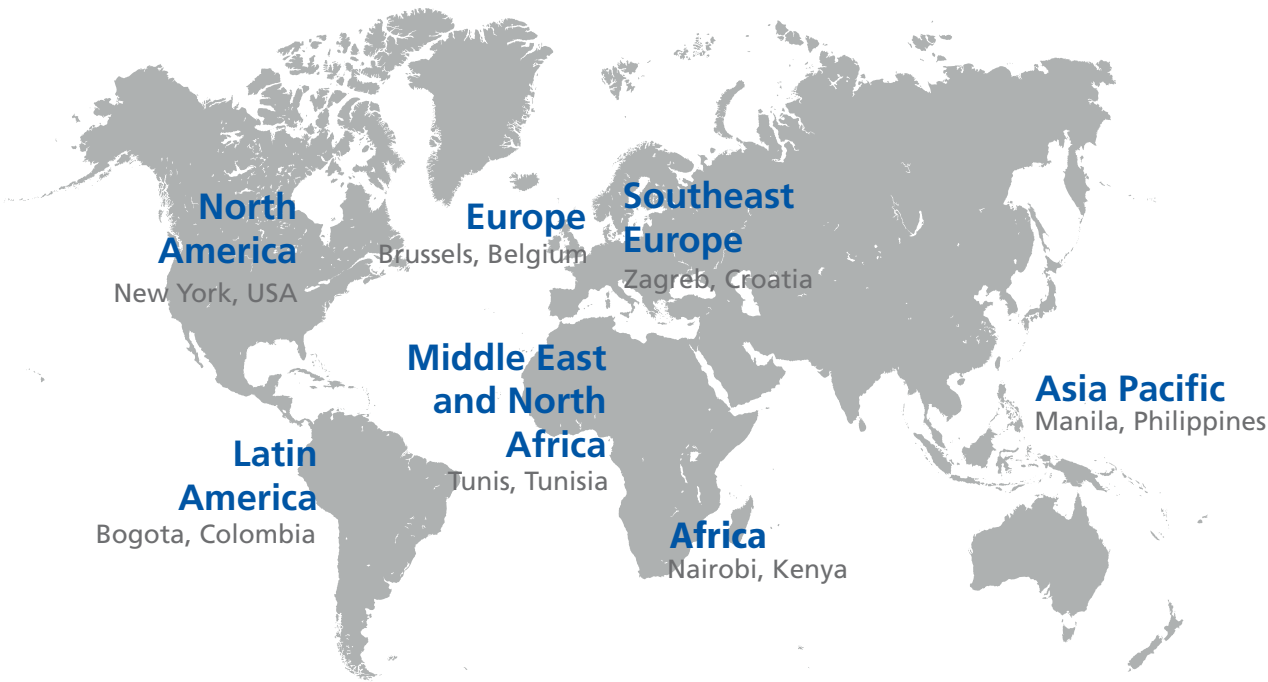 North
America
New York, USA
Europe
Brussels, Belgium
Southeast
Europe
Zagreb, Croatia
Middle East
and North
Africa
Tunis, Tunisia
Asia Pacific
Manila, Philippines
Latin
America
Bogota, Colombia
Africa
Nairobi, Kenya